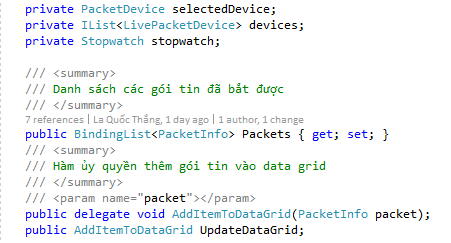 private PacketDevice selectedDevice;
private IList<LivePacketDevice> devices;
private Stopwatch stopwatch;
/// <summary>
/// Danh sách các gói tin đã bắt được
/// </summary>
7 references | La Quốc Thắng, 1 day ago | 1 author, 1 change
public BindingList<PacketInfo> Packets { get; set; }
/// <summary>
/// Hàm ủy quyền thêm gói tin vào data grid
/// </summary>
/// <param name="packet"></param>
public delegate void AddItemToDataGrid(PacketInfo packet);
public AddItemToDataGrid UpdateDataGrid;